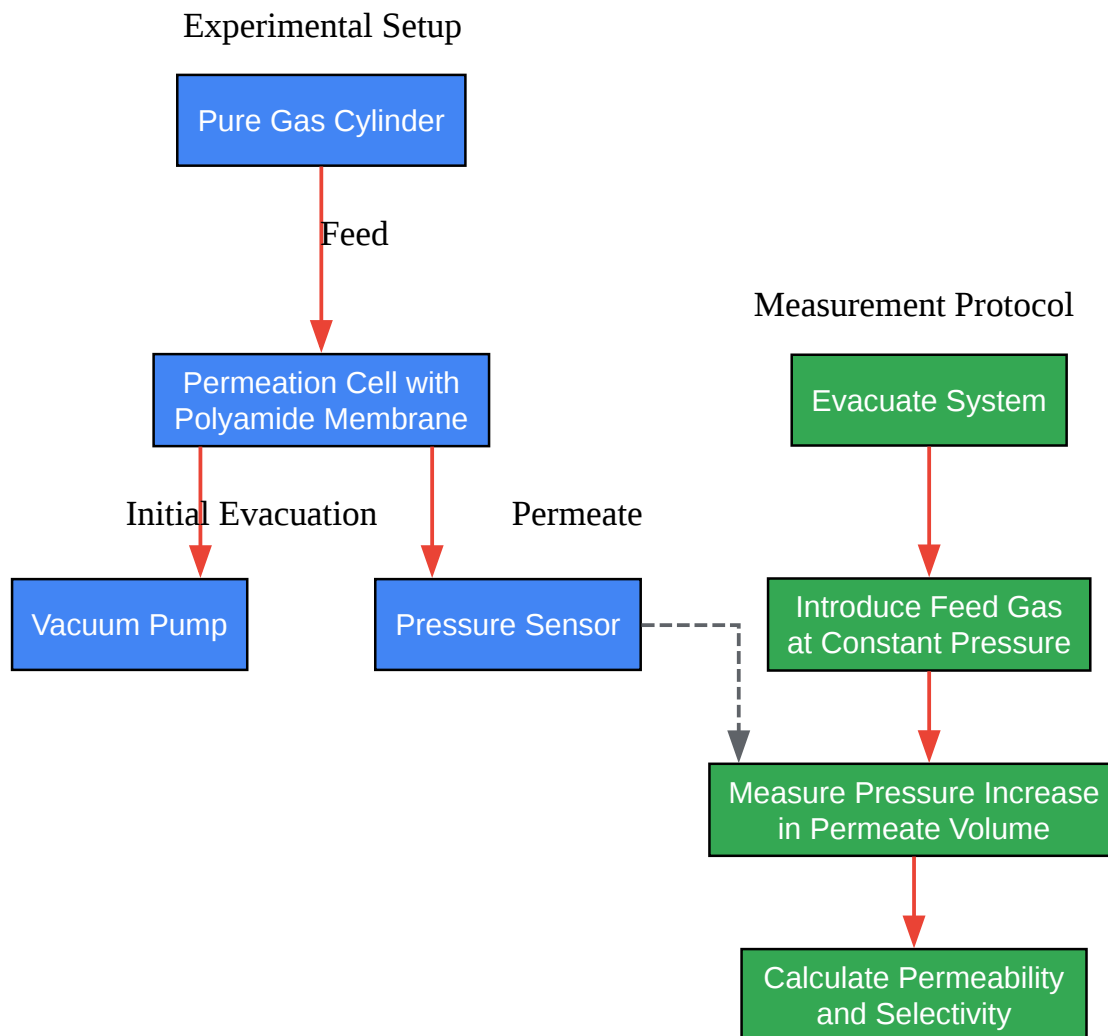 Experimental Setup
Pure Gas Cylinder
Feed
Permeation Cell with
Polyamide Membrane
Initial Evacuation
Permeate
Vacuum Pump
Pressure Sensor
Measurement Protocol
Evacuate System
Introduce Feed Gas
at Constant Pressure
Measure Pressure Increase
in Permeate Volume
Calculate Permeability
and Selectivity